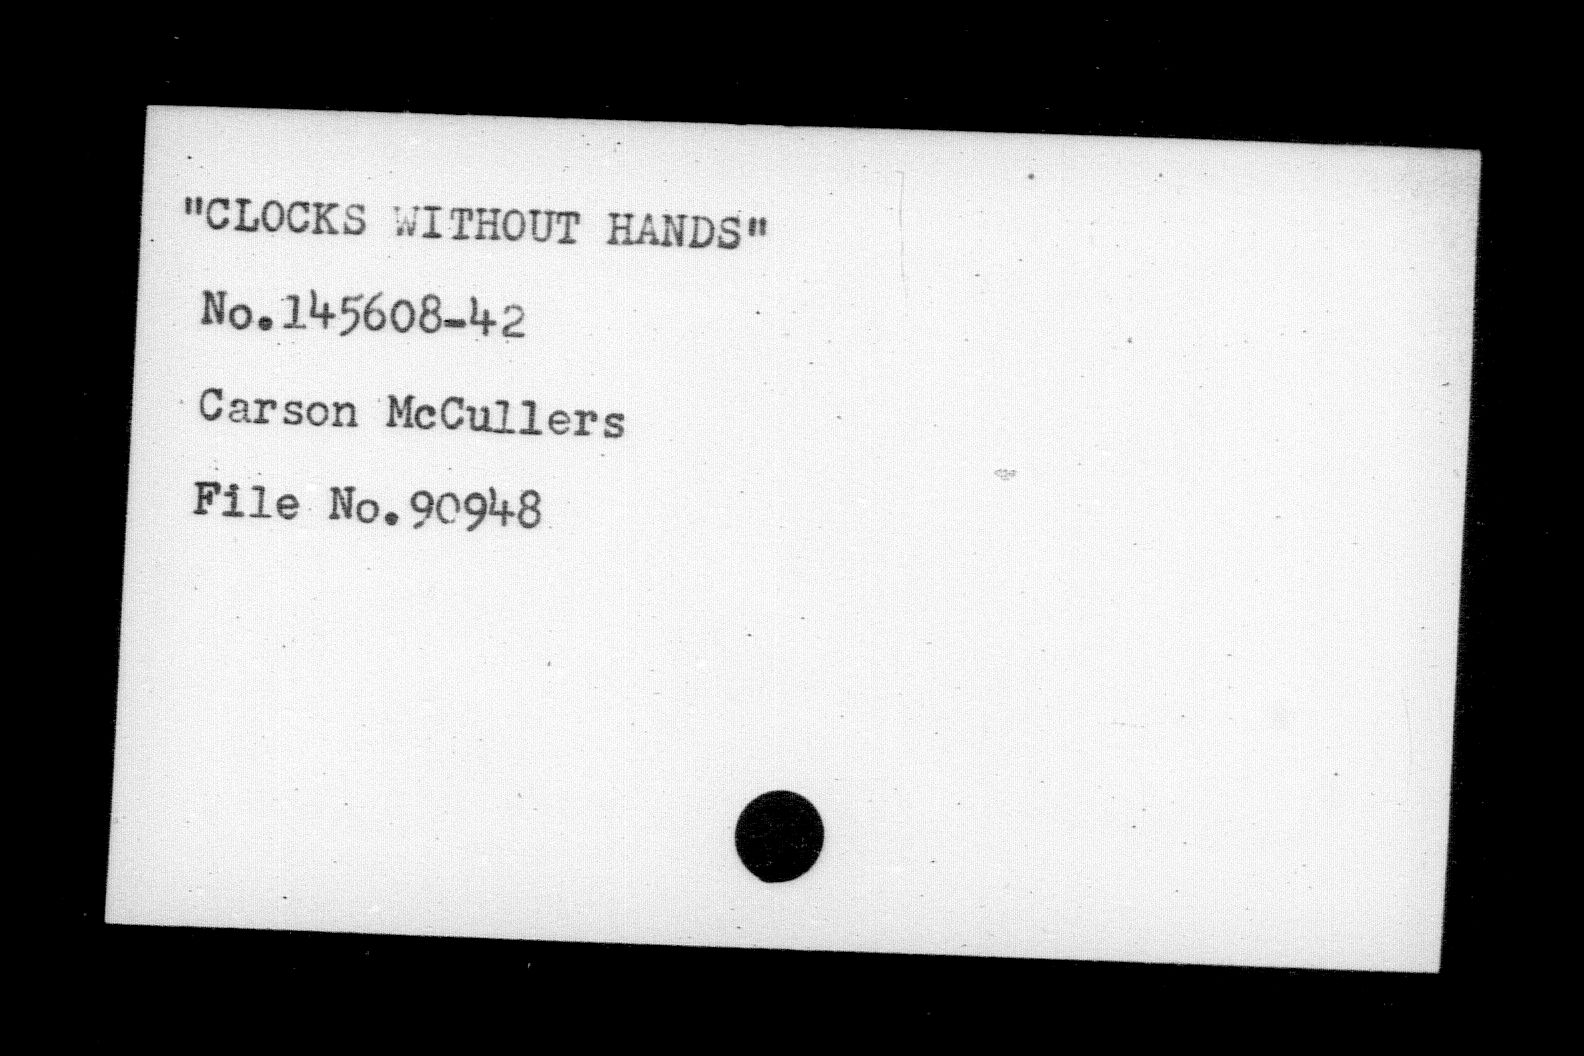 "CLOCKS WITHOUT HANDS"
No.145608-42
Carson McCullers
File No.90948